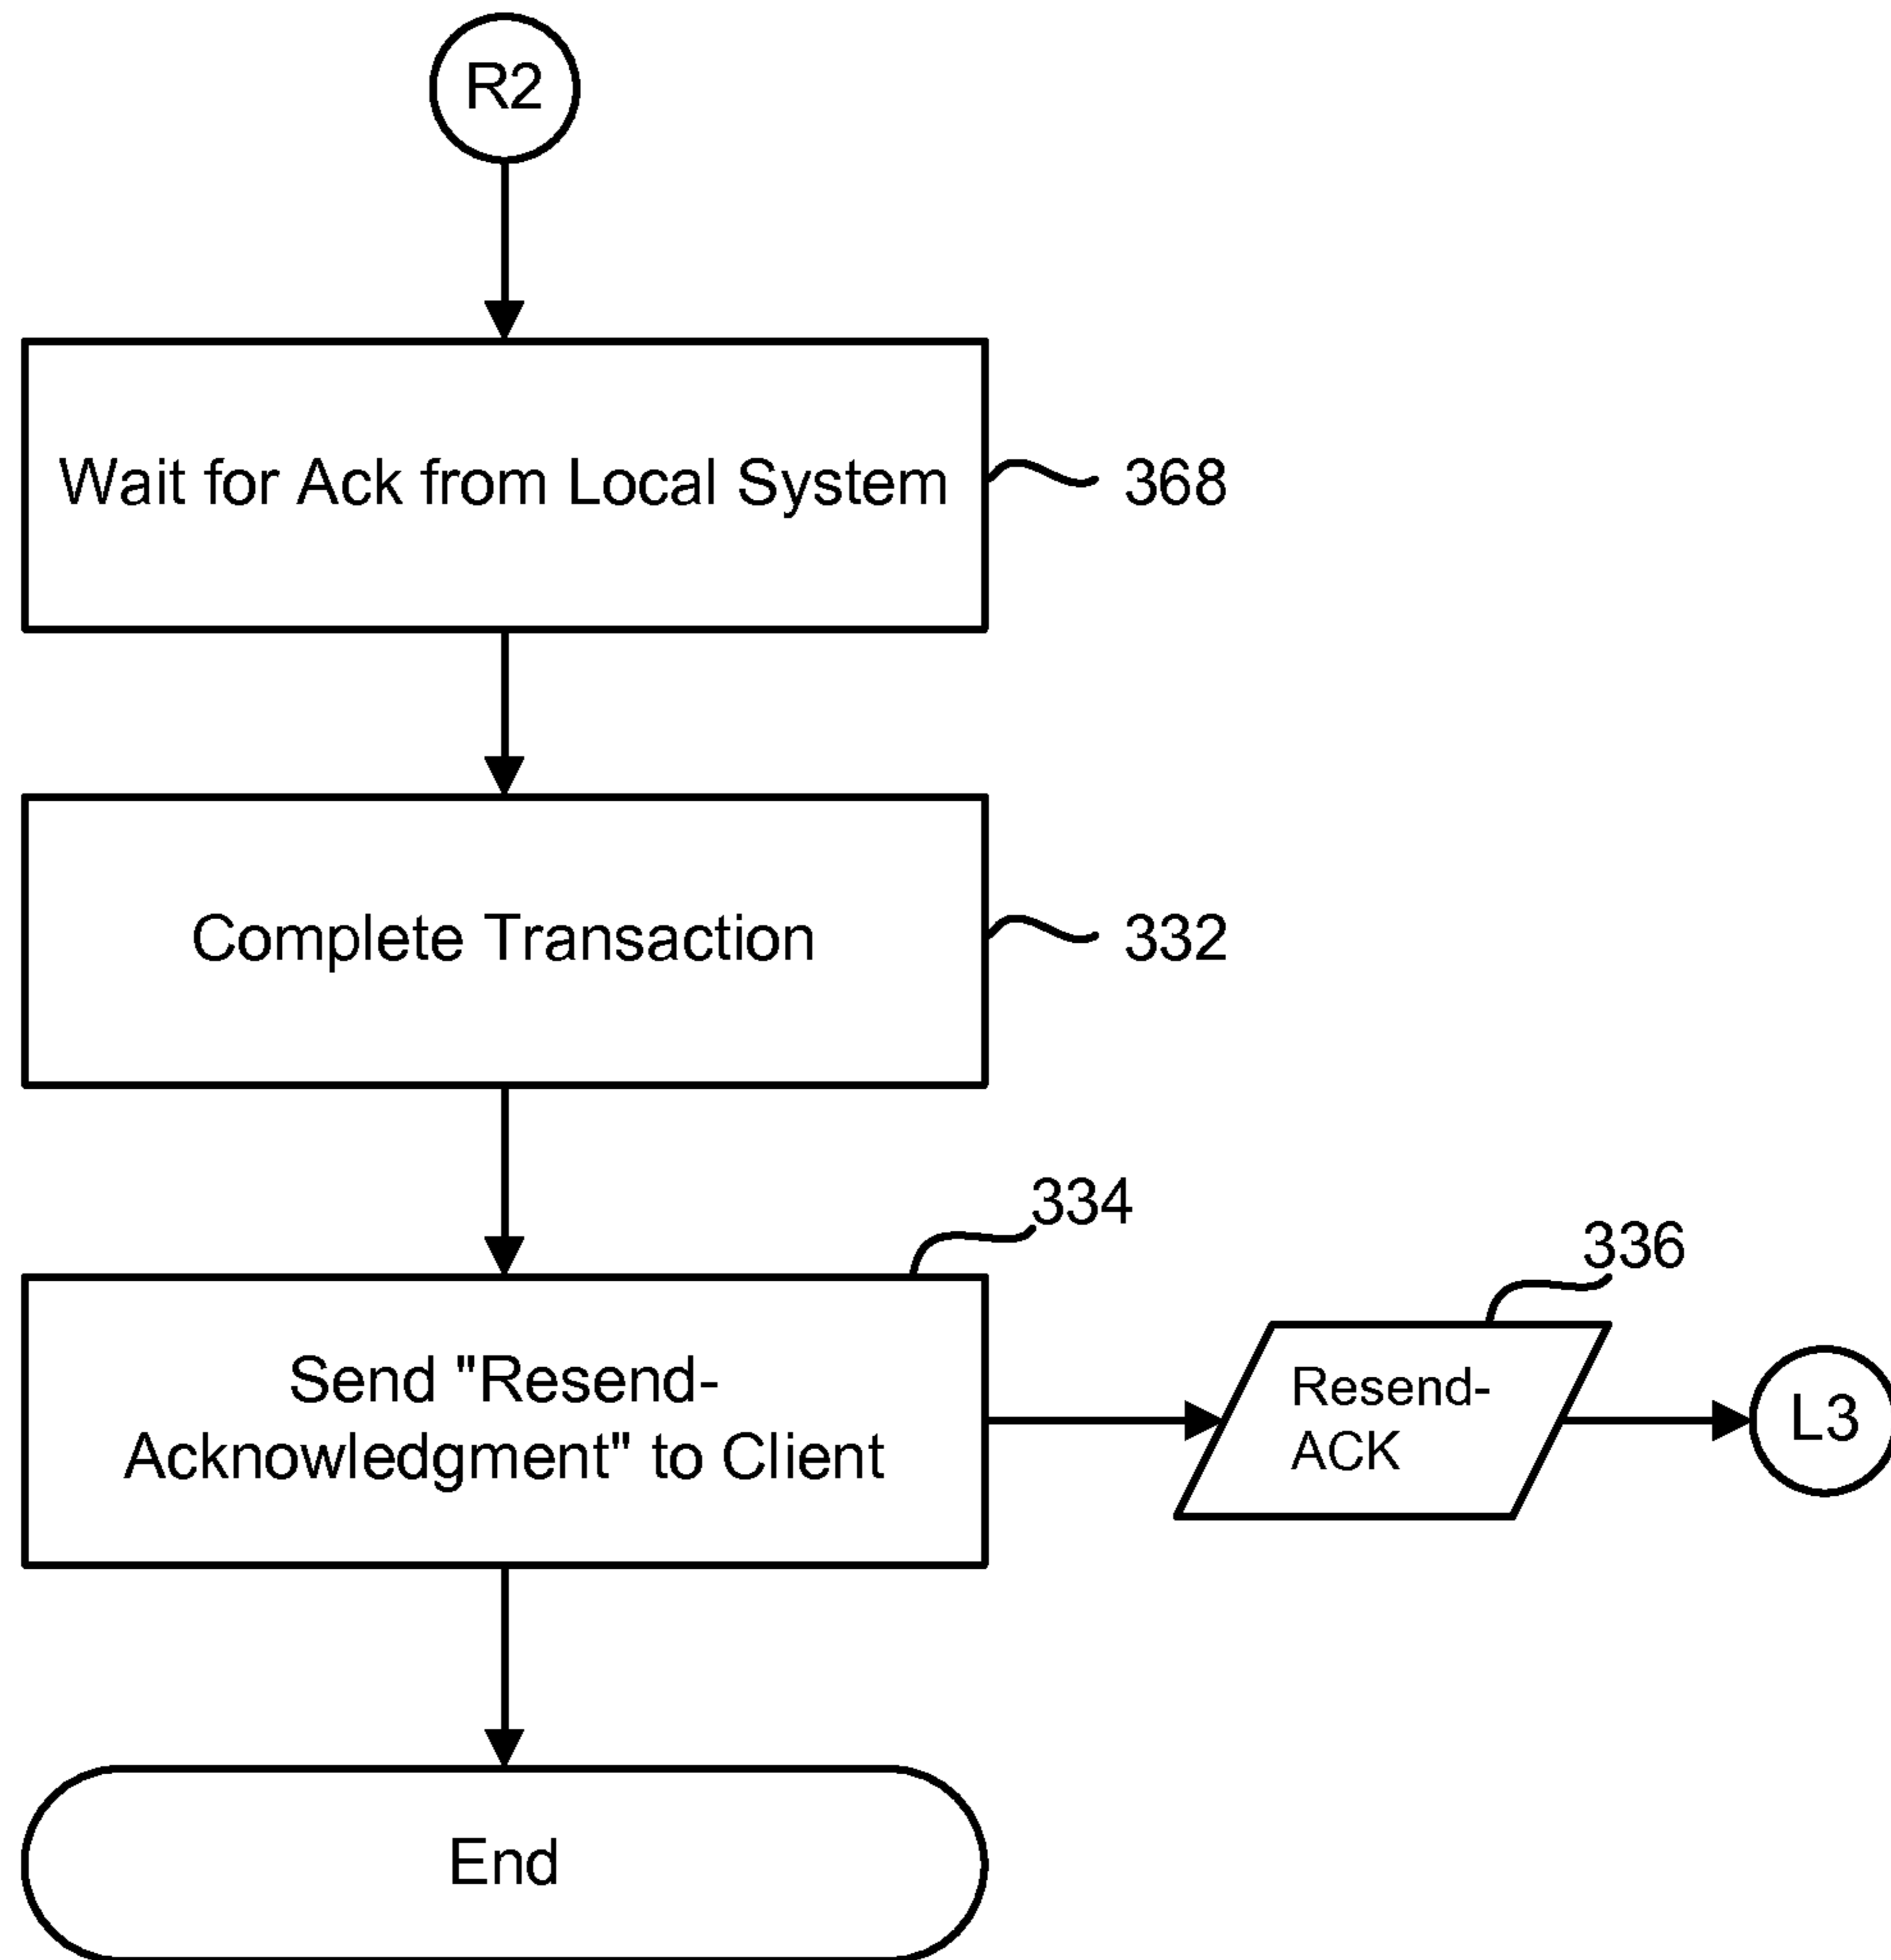 R2
Wait for Ack from Local System
368
Complete Transaction
332
334
336
Send "Resend-
Acknowledgment" to Client
Resend-
ACK
L3
End